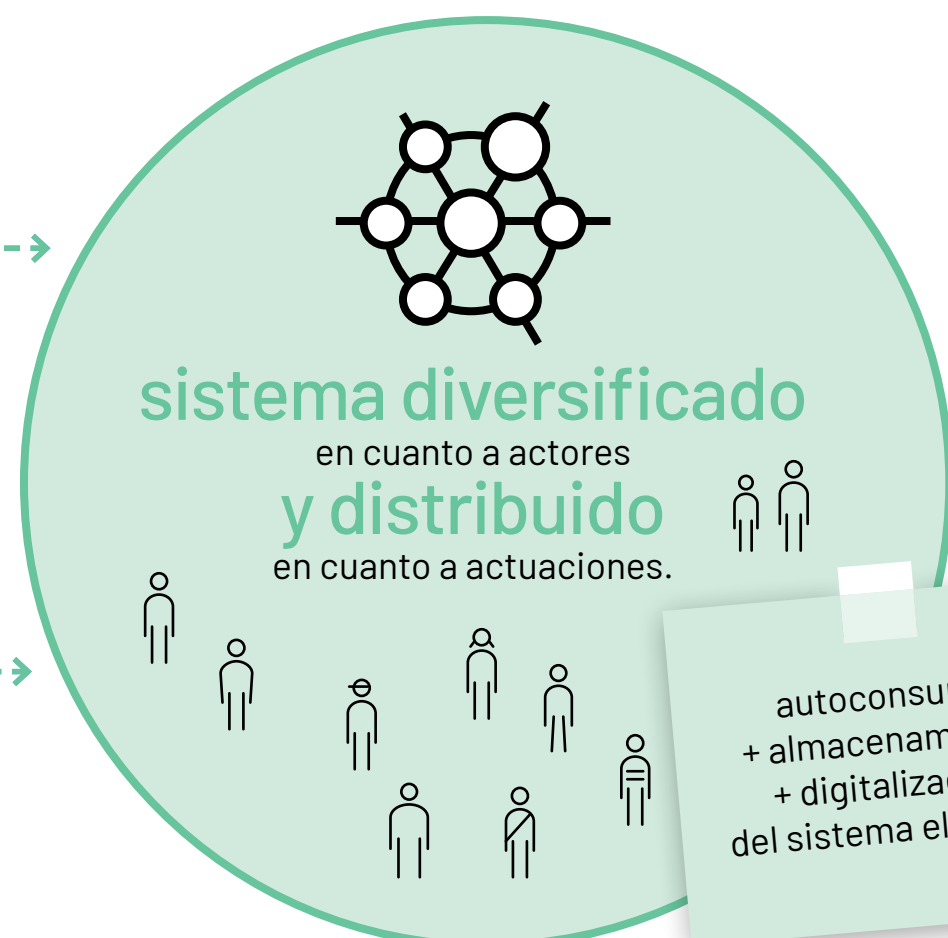 sistema diversificado
en cuanto a actores
y distribuido
en cuanto a actuaciones.
+
+
del sistema